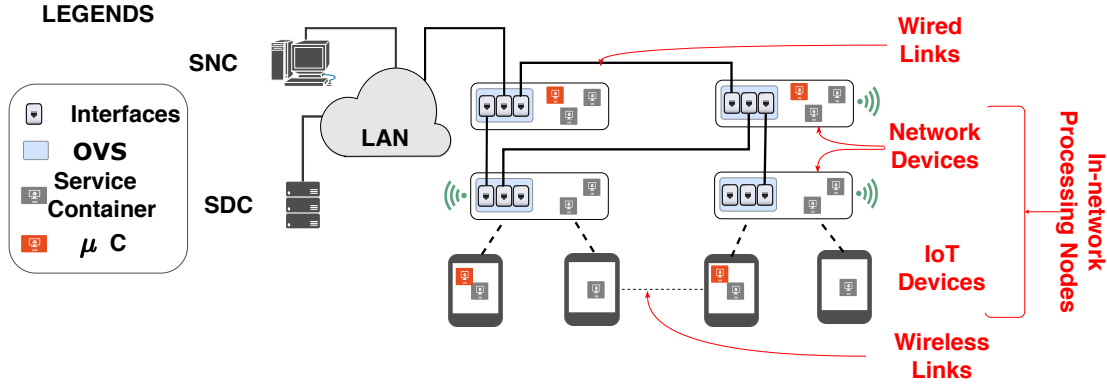 LEGENDS
Interfaces
OVS
Service
Container
μ C
SNC
SDC
LAN
Wired
Links
Network
Devices
IoT
Devices
Wireless
Links
In-network
Processing Nodes